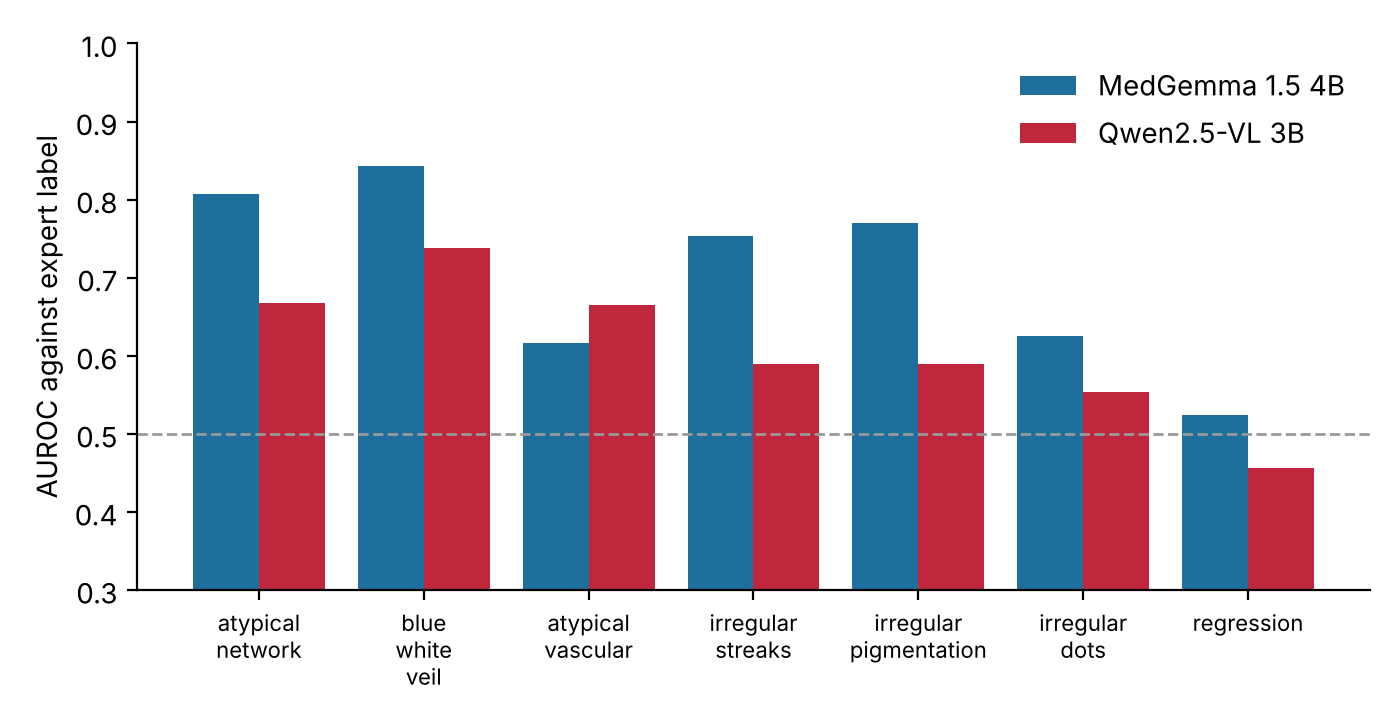 AUROC against expert label
1.0
0.9
0.8
0.7
0.6
0.5
0.4
0.3
MedGemma 1.5 4B
Qwen2.5-VL 3B
atypical
network
blue
white
veil
atypical
vascular
irregular
streaks
irregular
pigmentation
irregular
dots
regression